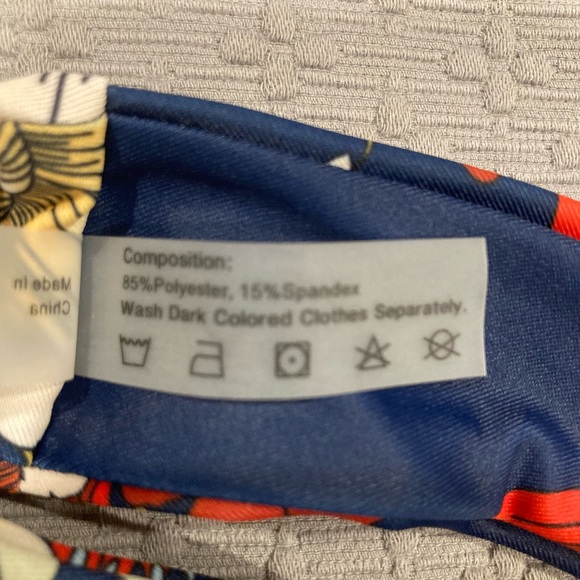 Composition:
85%Polyester, 15%Spandex
Wash Dark Colored Clothes Separately.
Made in
China